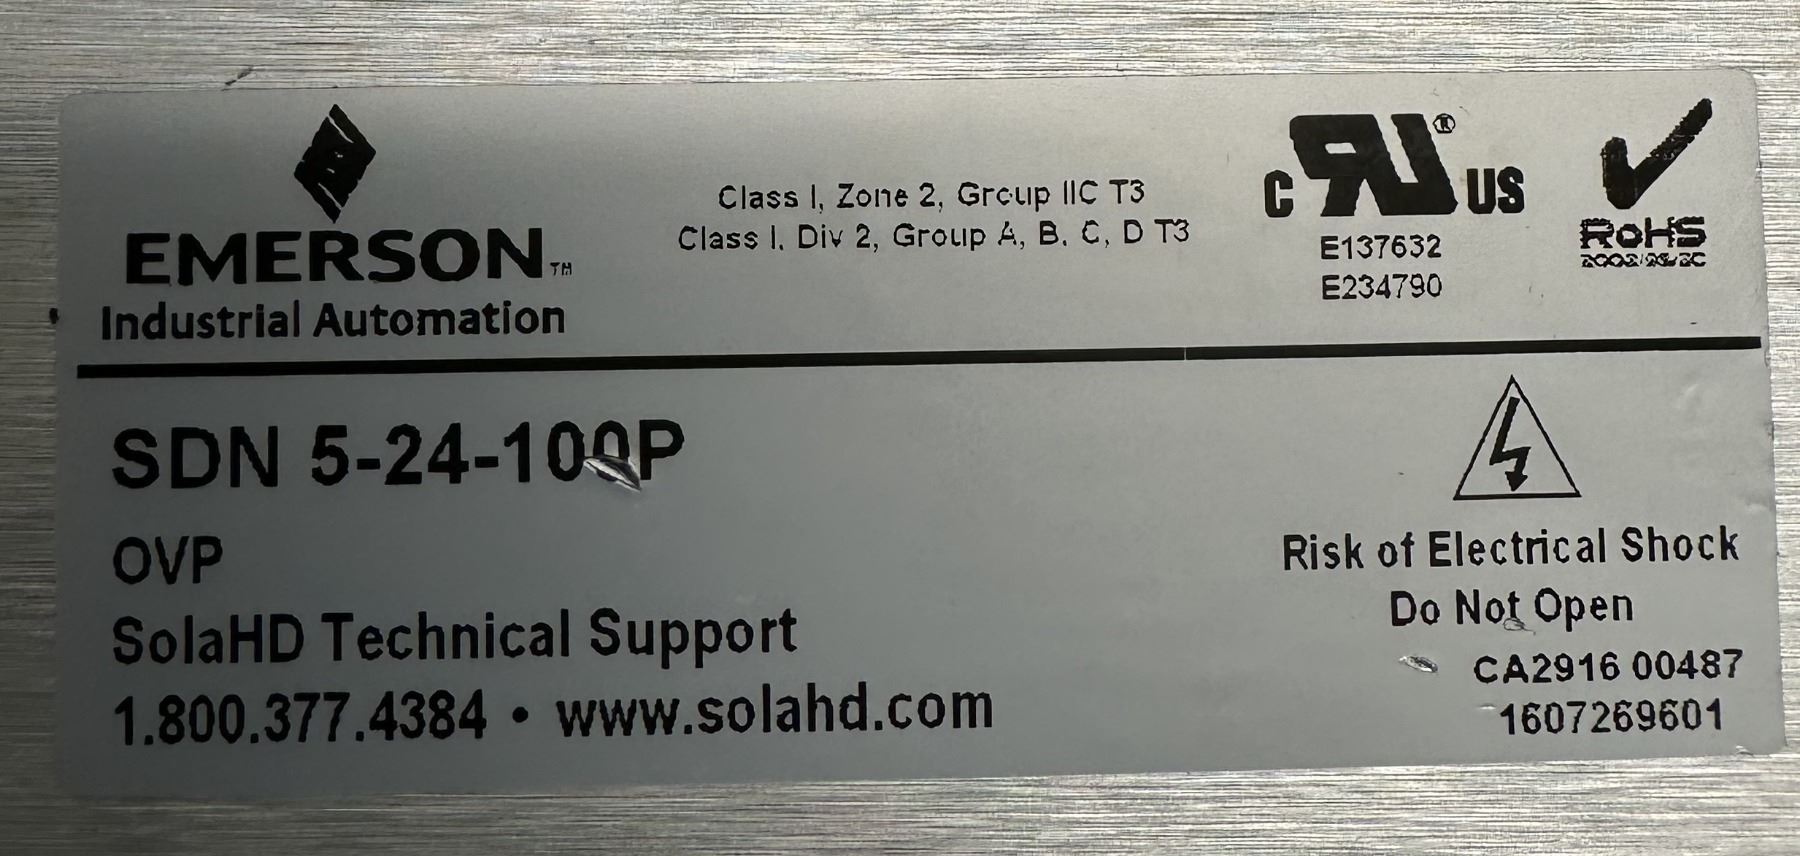 EMERSON™
Industrial Automation
Class I, Zone 2, Group IIC T3
Class I, Div 2, Group A, B, C, D T3
c RU ® US
E137632
E234790
RoHS
SDN 5-24-100P
OVP
SolaHD Technical Support
1.800.377.4384 • www.solahd.com
Risk of Electrical Shock
Do Not Open
CA2916 00487
1607269601